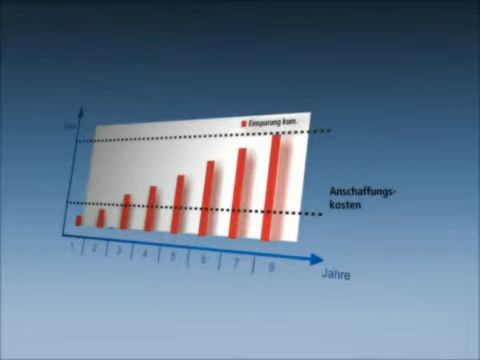 Einsparung kum.
Anschaffungs-
kosten
1 2 3 4 5 6 7 8
Jahre